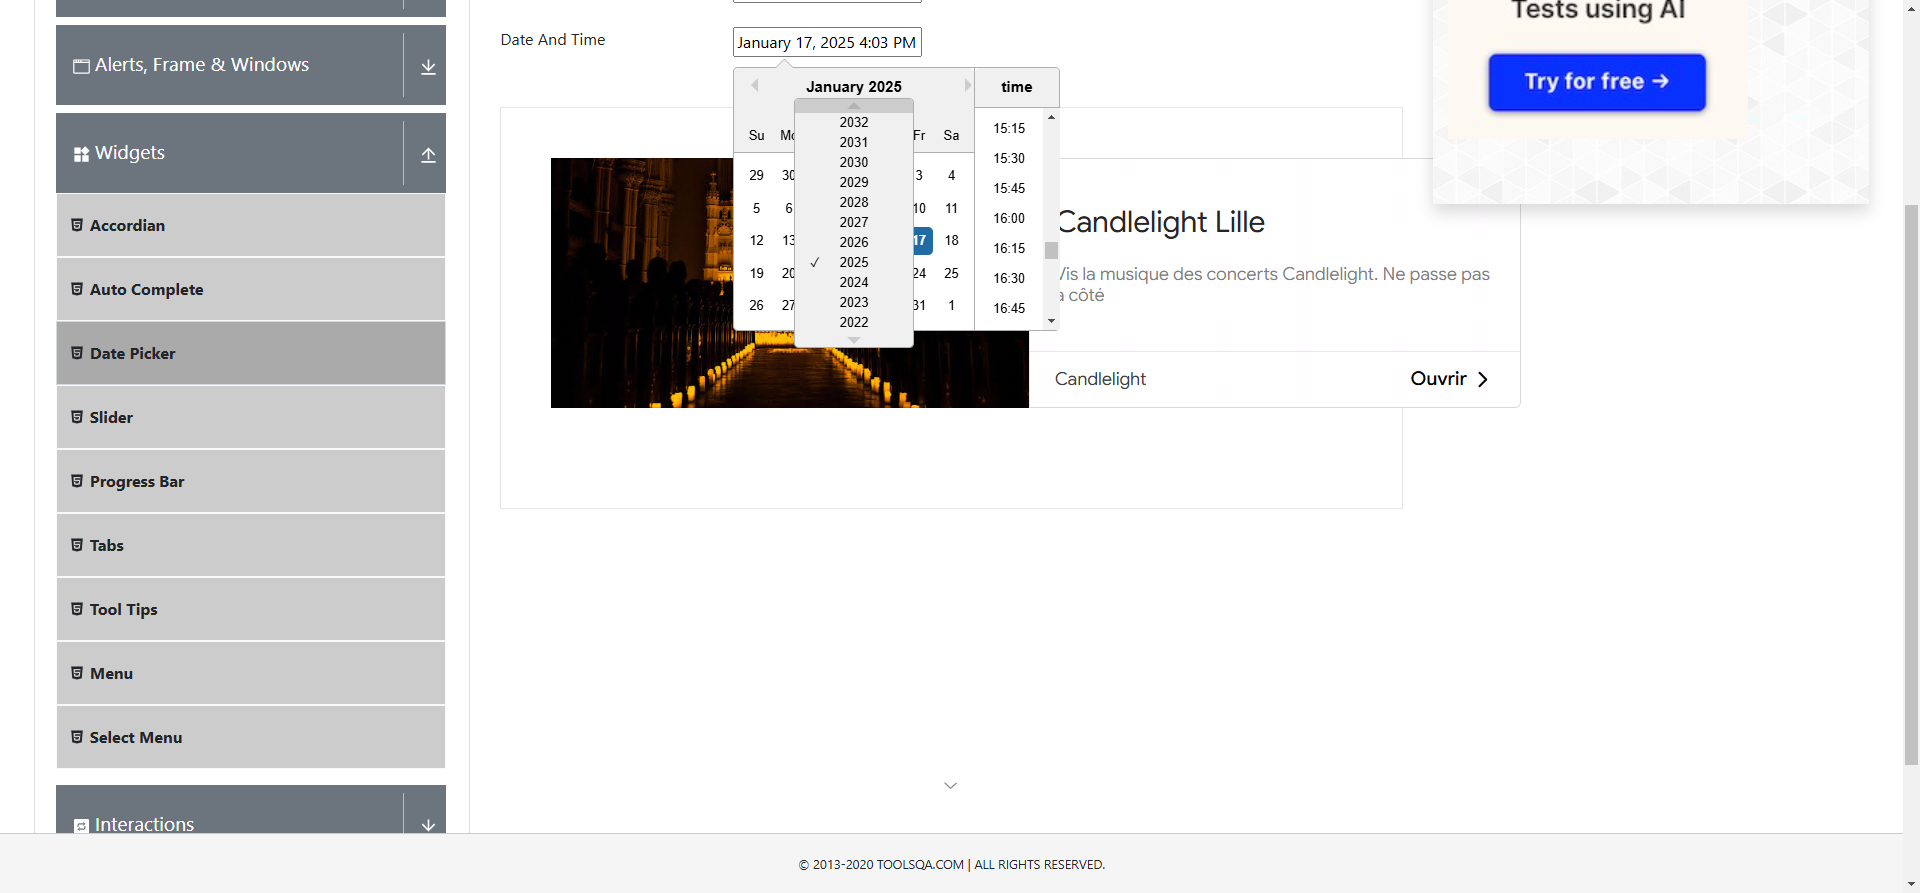 Tests using AI
Try for free →
Date And Time
January 17, 2025 4:03 PM
Alerts, Frame & Windows
Widgets
Accordian
Auto Complete
Date Picker
Slider
Progress Bar
Tabs
Tool Tips
Menu
Select Menu
Interactions
January 2025
time
2032
2031
2030
2029
2028
2027
2026
✓ 2025
2024
2023
2022
Su Mo Fr Sa
29 30 3 4
5 6 10 11
12 13 17 18
19 20 24 25
26 27 31 1
15:15
15:30
15:45
16:00
16:15
16:30
16:45
Candlelight Lille
Vis la musique des concerts Candlelight. Ne passe pas
à côté
Candlelight
Ouvrir
© 2013-2020 TOOLSQA.COM | ALL RIGHTS RESERVED.